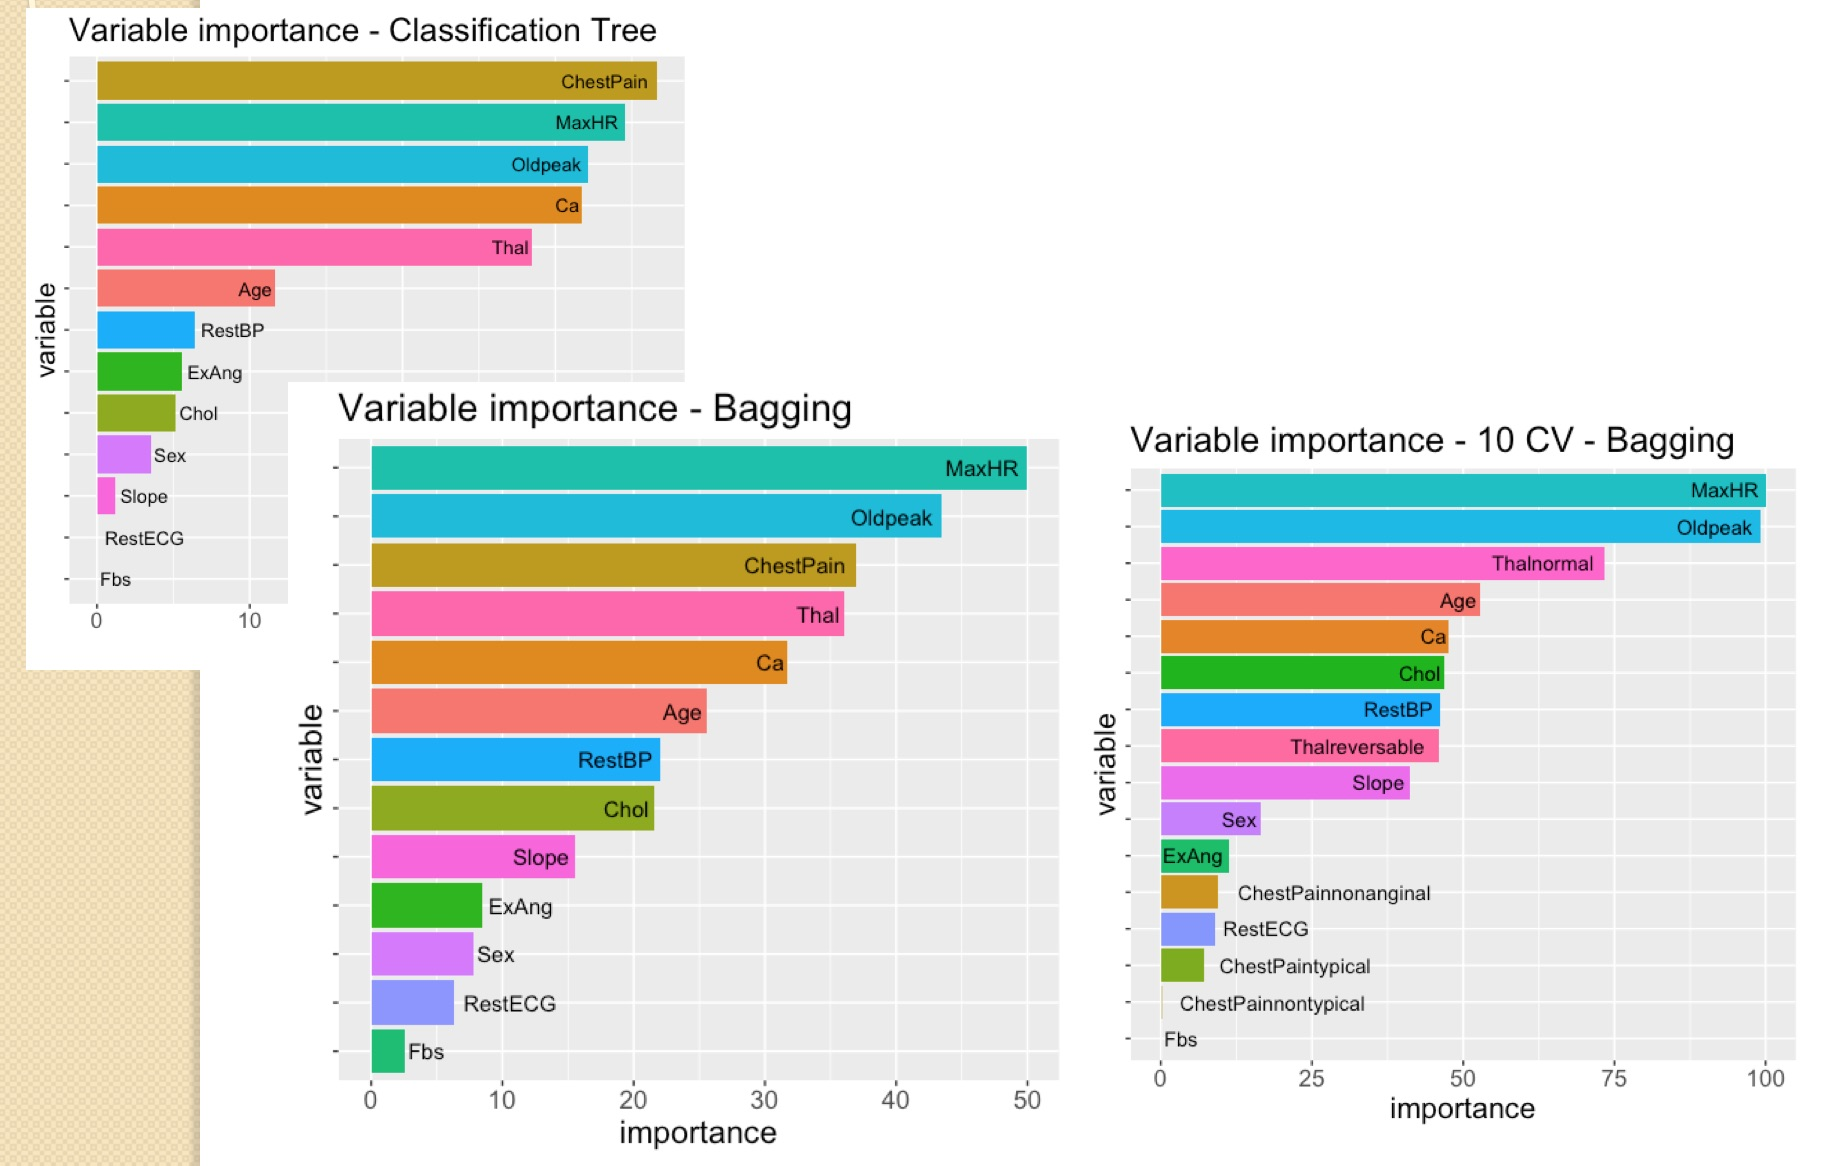 Variable importance - Classification Tree
ChestPain
MaxHR
Oldpeak
Ca
Thal
Age
RestBP
ExAng
Chol
Sex
Slope
RestECG
Fbs
variable
0 10
Variable importance - Bagging
MaxHR
Oldpeak
ChestPain
Thal
Ca
Age
RestBP
Chol
Slope
ExAng
Sex
RestECG
Fbs
variable
0 10 20 30 40 50
importance
Variable importance - 10 CV - Bagging
MaxHR
Oldpeak
Thalnormal
Age
Ca
Chol
RestBP
Thalreversable
Slope
Sex
ExAng
ChestPainnonanginal
RestECG
ChestPaintypical
ChestPainnontypical
Fbs
variable
0 25 50 75 100
importance